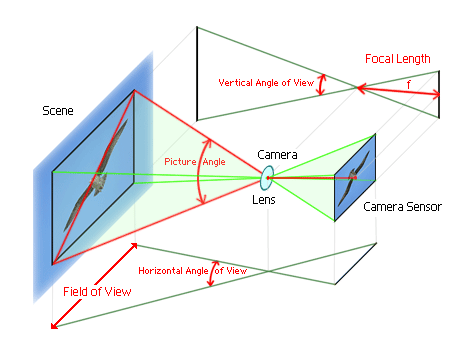 Focal Length
Vertical Angle of View
f
Scene
Camera
Picture Angle
Lens
Camera Sensor
Horizontal Angle of View
Field of View